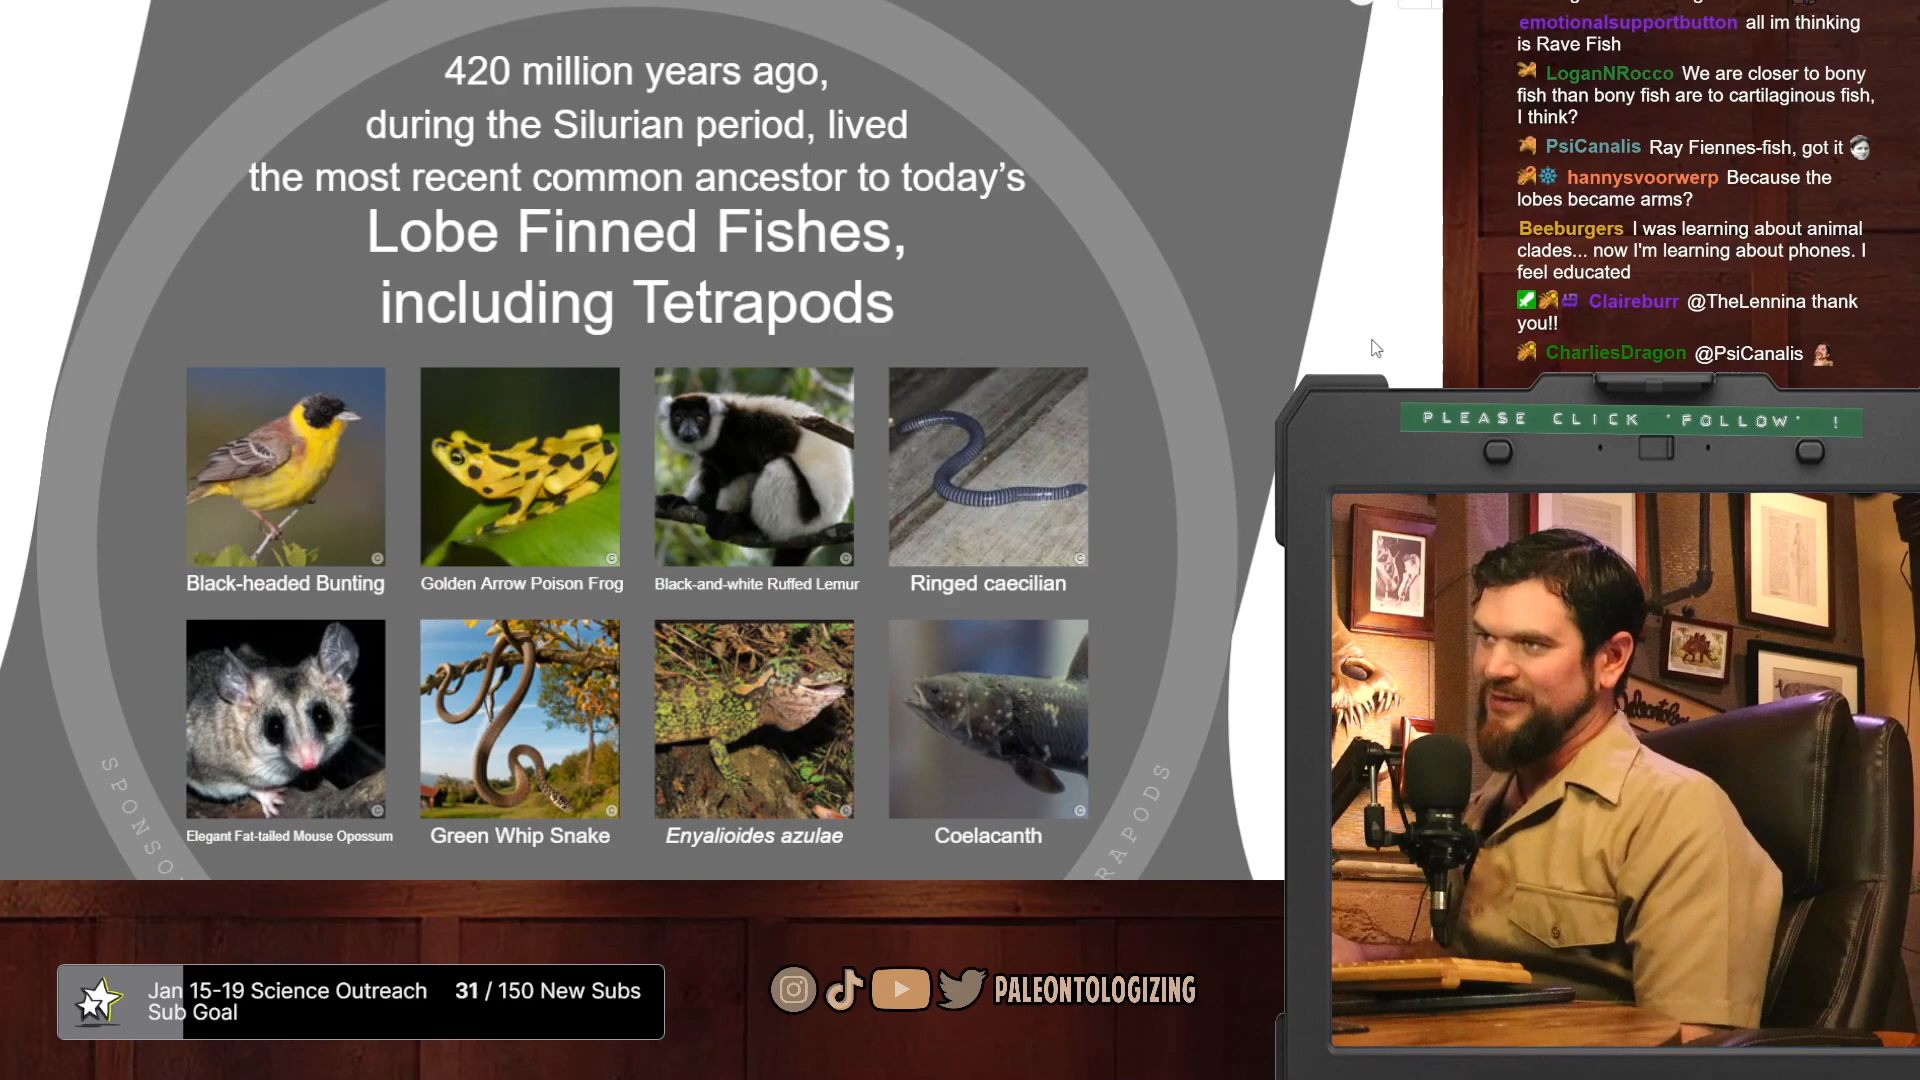 420 million years ago,
during the Silurian period, lived
the most recent common ancestor to today's
Lobe Finned Fishes,
including Tetrapods
Black-headed Bunting
Golden Arrow Poison Frog
Black-and-white Ruffed Lemur
Ringed caecilian
Elegant Fat-tailed Mouse Opossum
Green Whip Snake
Enyalioides azulae
Coelacanth
SPONSO
RAPODS
emotionalsupportbutton all im thinking
is Rave Fish
LoganNRocco We are closer to bony
fish than bony fish are to cartilaginous fish,
I think?
PsiCanalis Ray Fiennes-fish, got it
hannysvoorwerp Because the
lobes became arms?
Beeburgers I was learning about animal
clades... now I'm learning about phones. I
feel educated
Claireburr @TheLennina thank
you!!
CharliesDragon @PsiCanalis
PLEASE CLICK "FOLLOW" !
Jan 15-19 Science Outreach
Sub Goal
31 / 150 New Subs
PALEONTOLOGIZING